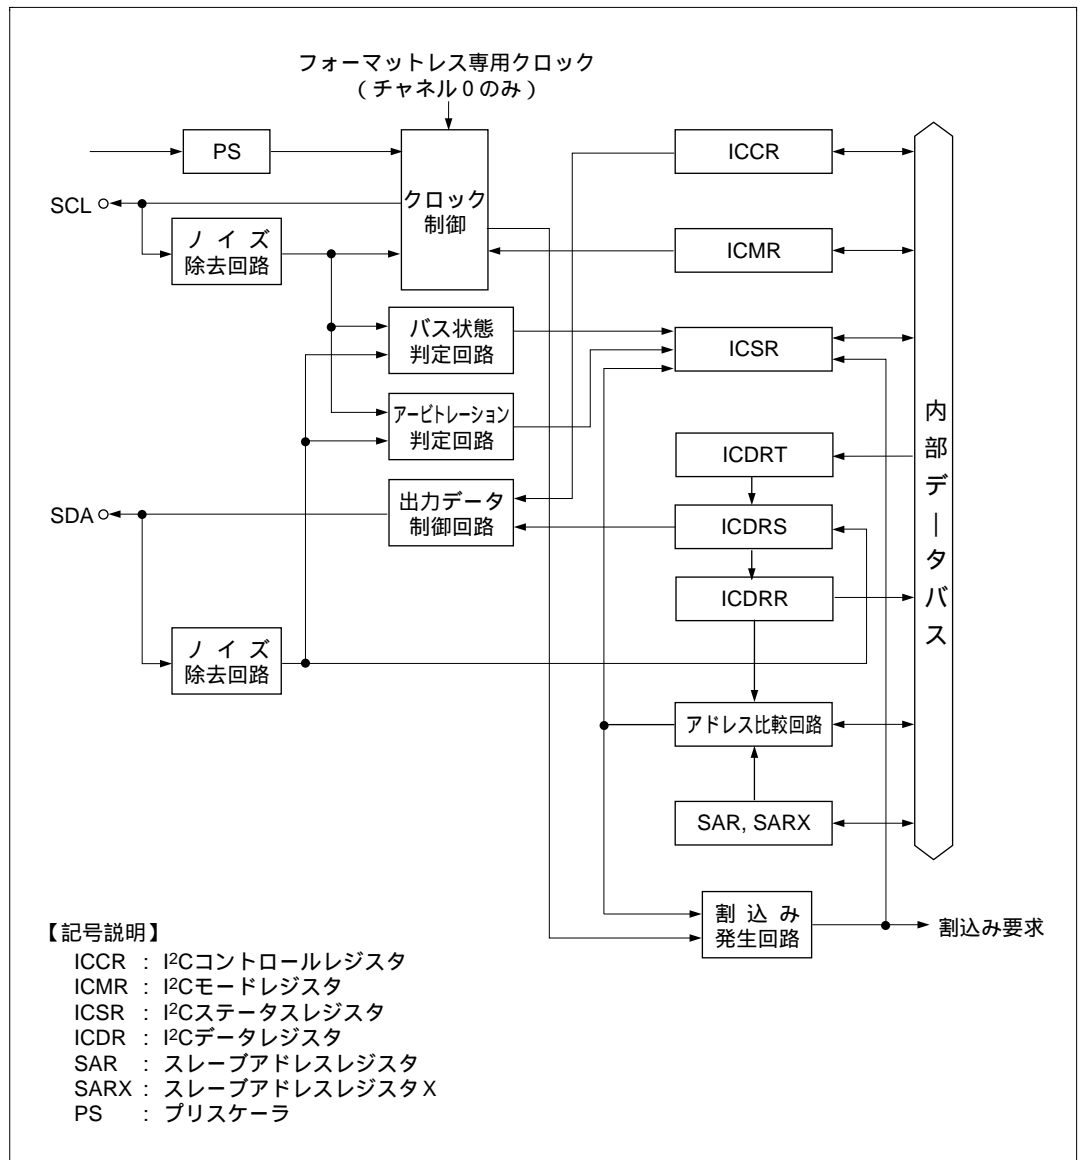 フォーマットレス専用クロック
(チャネル0のみ)
PS
ICCR
SCL
クロック
制御
ノイズ
除去回路
ICMR
バス状態
判定回路
ICSR
アービトレーション
判定回路
内部データバス
ICDRT
SDA
出力データ
制御回路
ICDRS
ICDRR
ノイズ
除去回路
アドレス比較回路
SAR, SARX
割込み
発生回路
割込み要求
【記号説明】
ICCR : I²Cコントロールレジスタ
ICMR : I²Cモードレジスタ
ICSR : I²Cステータスレジスタ
ICDR : I²Cデータレジスタ
SAR : スレーブアドレスレジスタ
SARX : スレーブアドレスレジスタX
PS : プリスケーラ